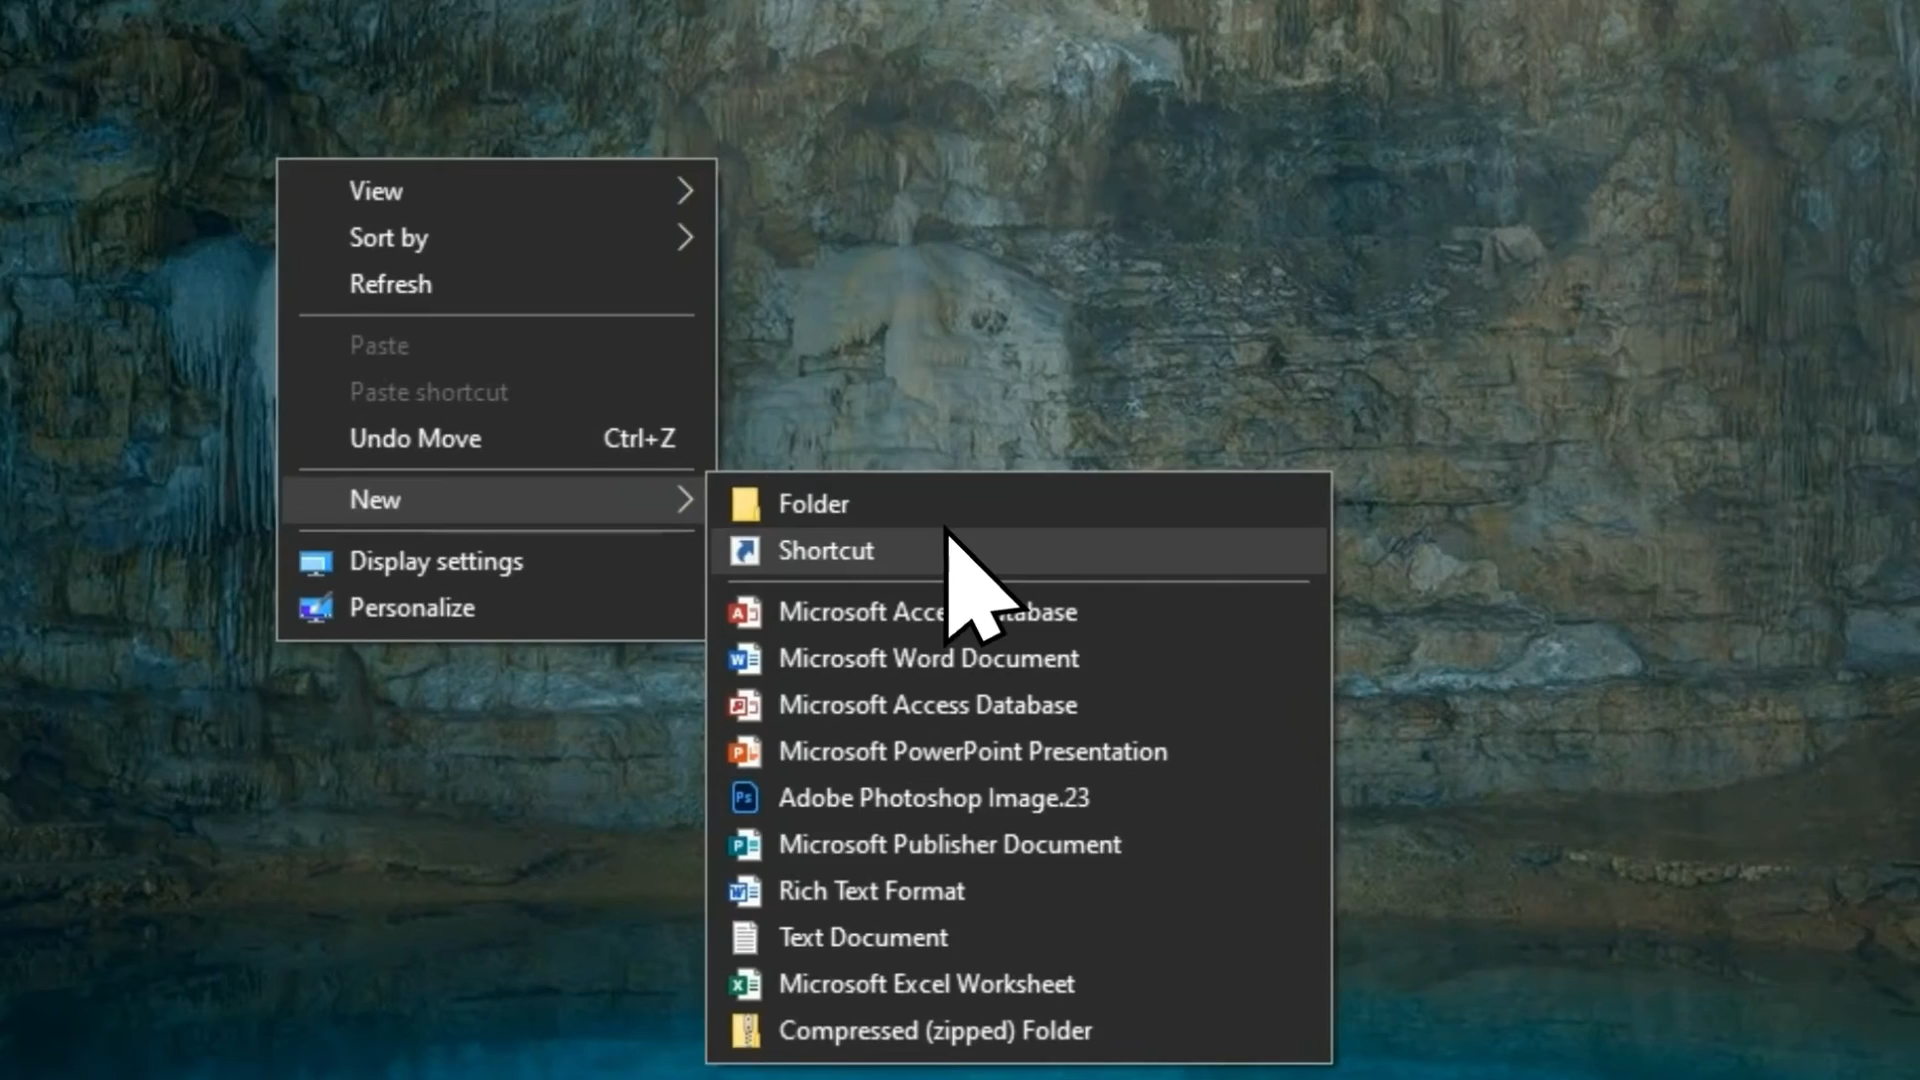 View
Sort by
Refresh
Paste
Paste shortcut
Undo Move Ctrl+Z
New
Display settings
Personalize
Folder
Shortcut
Microsoft Acce tabase
Microsoft Word Document
Microsoft Access Database
Microsoft PowerPoint Presentation
Adobe Photoshop Image.23
Microsoft Publisher Document
Rich Text Format
Text Document
Microsoft Excel Worksheet
Compressed (zipped) Folder